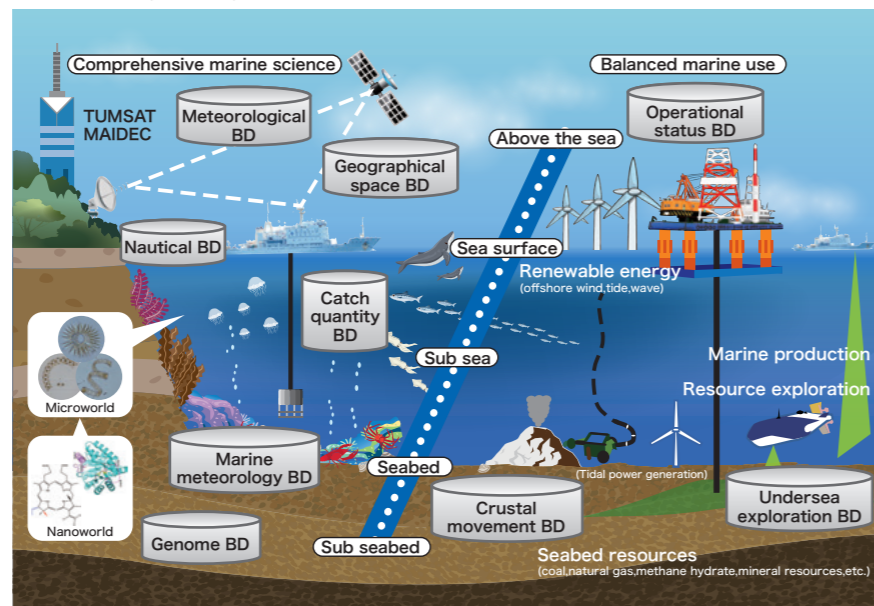 Comprehensive marine science
Balanced marine use
TUMSAT
MAIDEC
Meteorological
BD
Operational
status BD
Above the sea
Geographical
space BD
Nautical BD
Sea surface
Renewable energy
(offshore wind,tide,wave)
Catch
quantity
BD
Sub sea
Marine production
Resource exploration
Microworld
Marine
meteorology BD
Seabed
(Tidal power generation)
Crustal
movement BD
Undersea
exploration BD
Nanoworld
Genome BD
Sub seabed
Seabed resources
(coal,natural gas,methane hydrate,mineral resources,etc.)